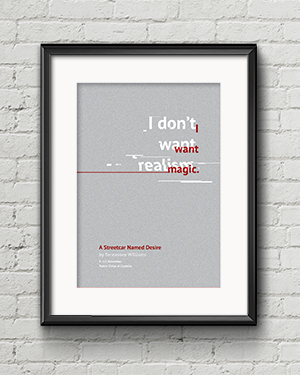 I don't
I
want
want
realism
magic.
A Streetcar Named Desire
by Tennessee Williams